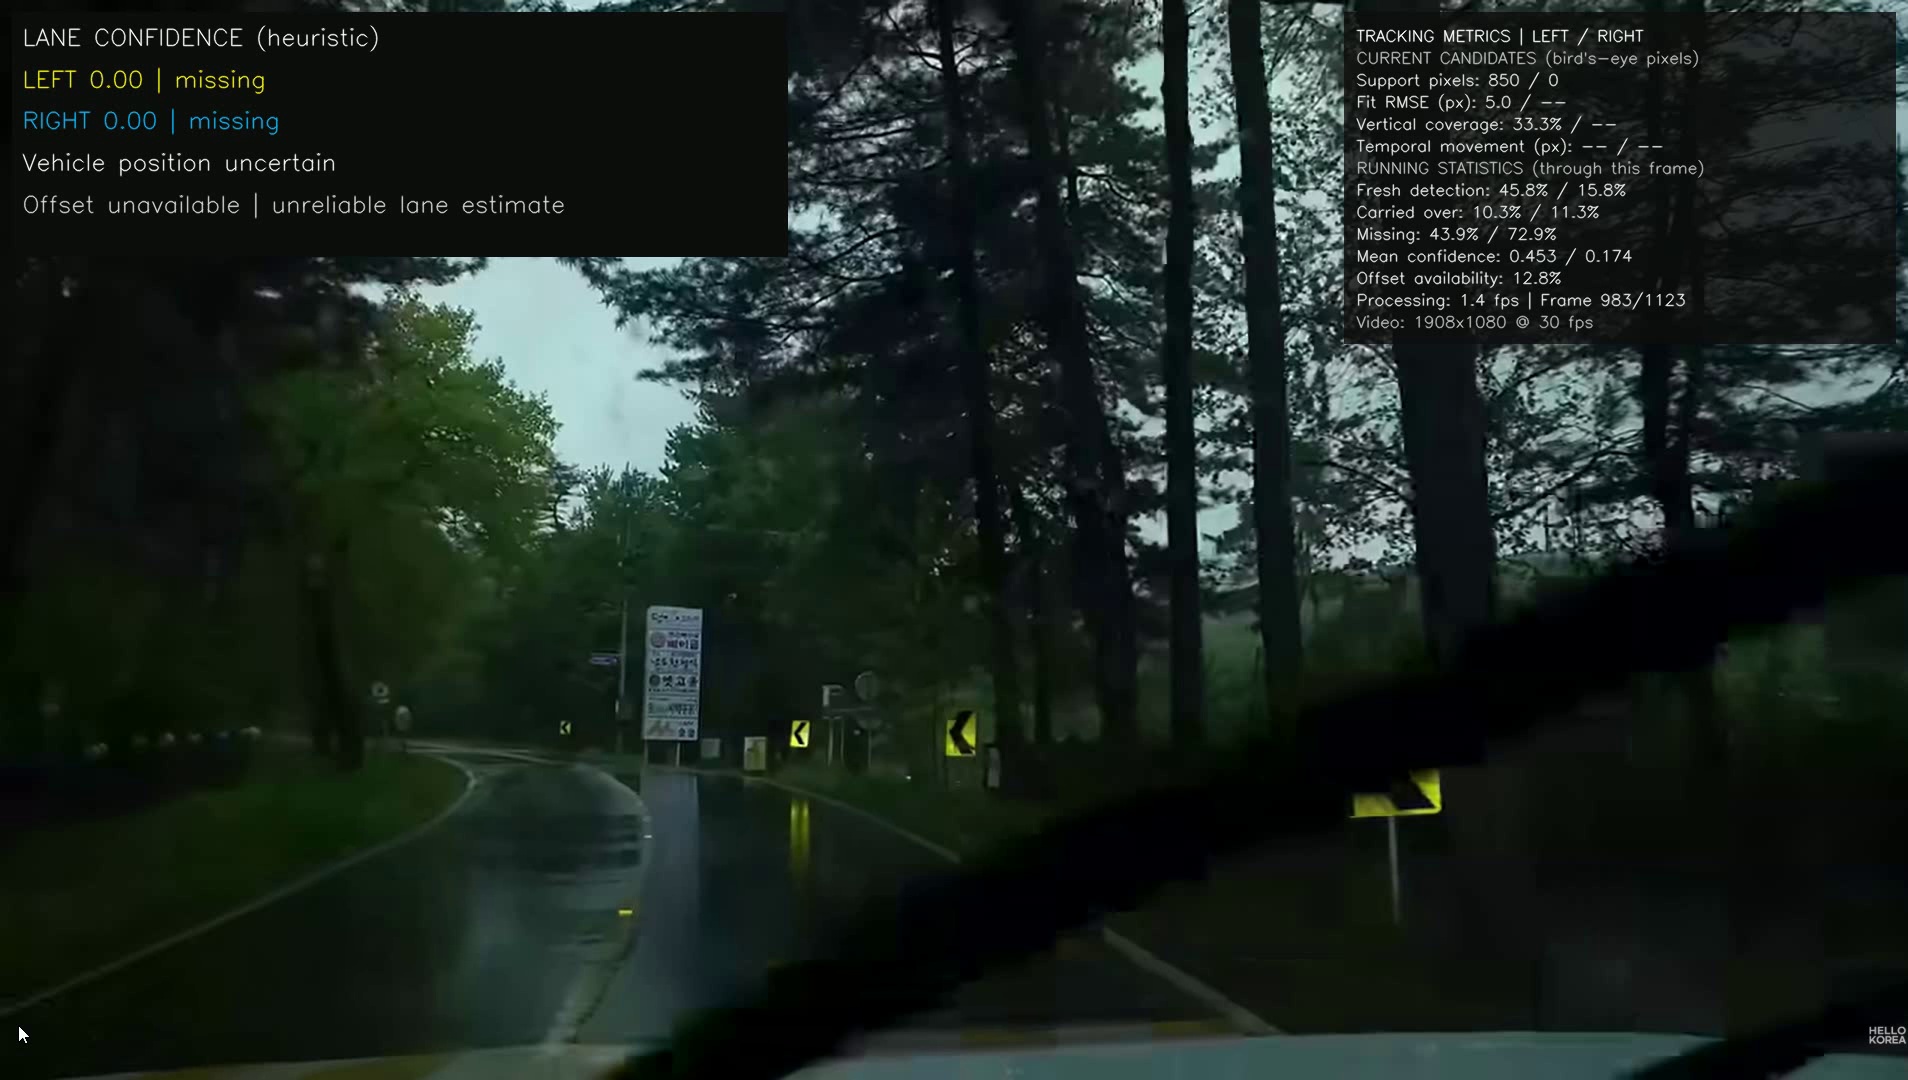 LANE CONFIDENCE (heuristic)
LEFT 0.00 | missing
RIGHT 0.00 | missing
Vehicle position uncertain
Offset unavailable | unreliable lane estimate
TRACKING METRICS | LEFT / RIGHT
CURRENT CANDIDATES (bird's-eye pixels)
Support pixels: 850 / 0
Fit RMSE (px): 5.0 / --
Vertical coverage: 33.3% / --
Temporal movement (px): -- / --
RUNNING STATISTICS (through this frame)
Fresh detection: 45.8% / 15.8%
Carried over: 10.3% / 11.3%
Missing: 43.9% / 72.9%
Mean confidence: 0.453 / 0.174
Offset availability: 12.8%
Processing: 1.4 fps | Frame 983/1123
Video: 1908x1080 @ 30 fps
베이글
HELLO
KOREA